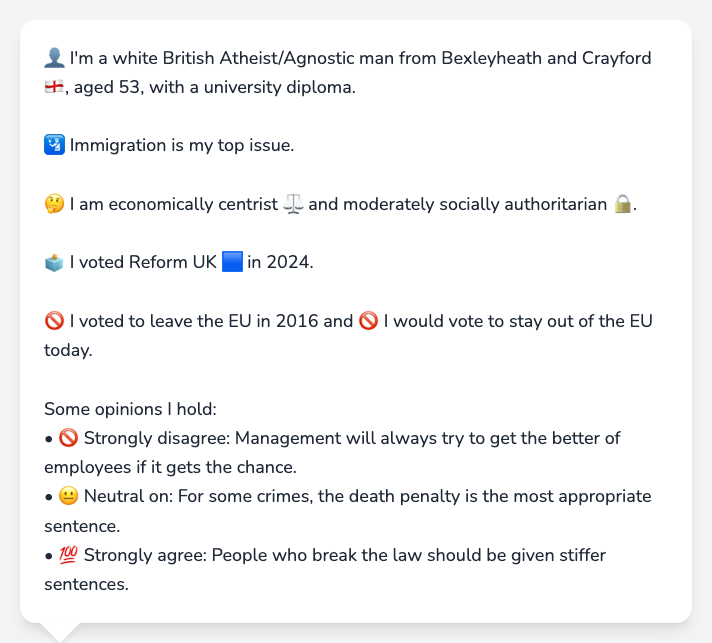 👤 I'm a white British Atheist/Agnostic man from Bexleyheath and Crayford
🏴󠁧󠁢󠁥󠁮󠁧󠁿, aged 53, with a university diploma.
🛂 Immigration is my top issue.
🤔 I am economically centrist ⚖️ and moderately socially authoritarian 🔒.
🗳️ I voted Reform UK 🟦 in 2024.
🚫 I voted to leave the EU in 2016 and 🚫 I would vote to stay out of the EU
today.
Some opinions I hold:
• 🚫 Strongly disagree: Management will always try to get the better of
employees if it gets the chance.
• 😐 Neutral on: For some crimes, the death penalty is the most appropriate
sentence.
• 💯 Strongly agree: People who break the law should be given stiffer
sentences.